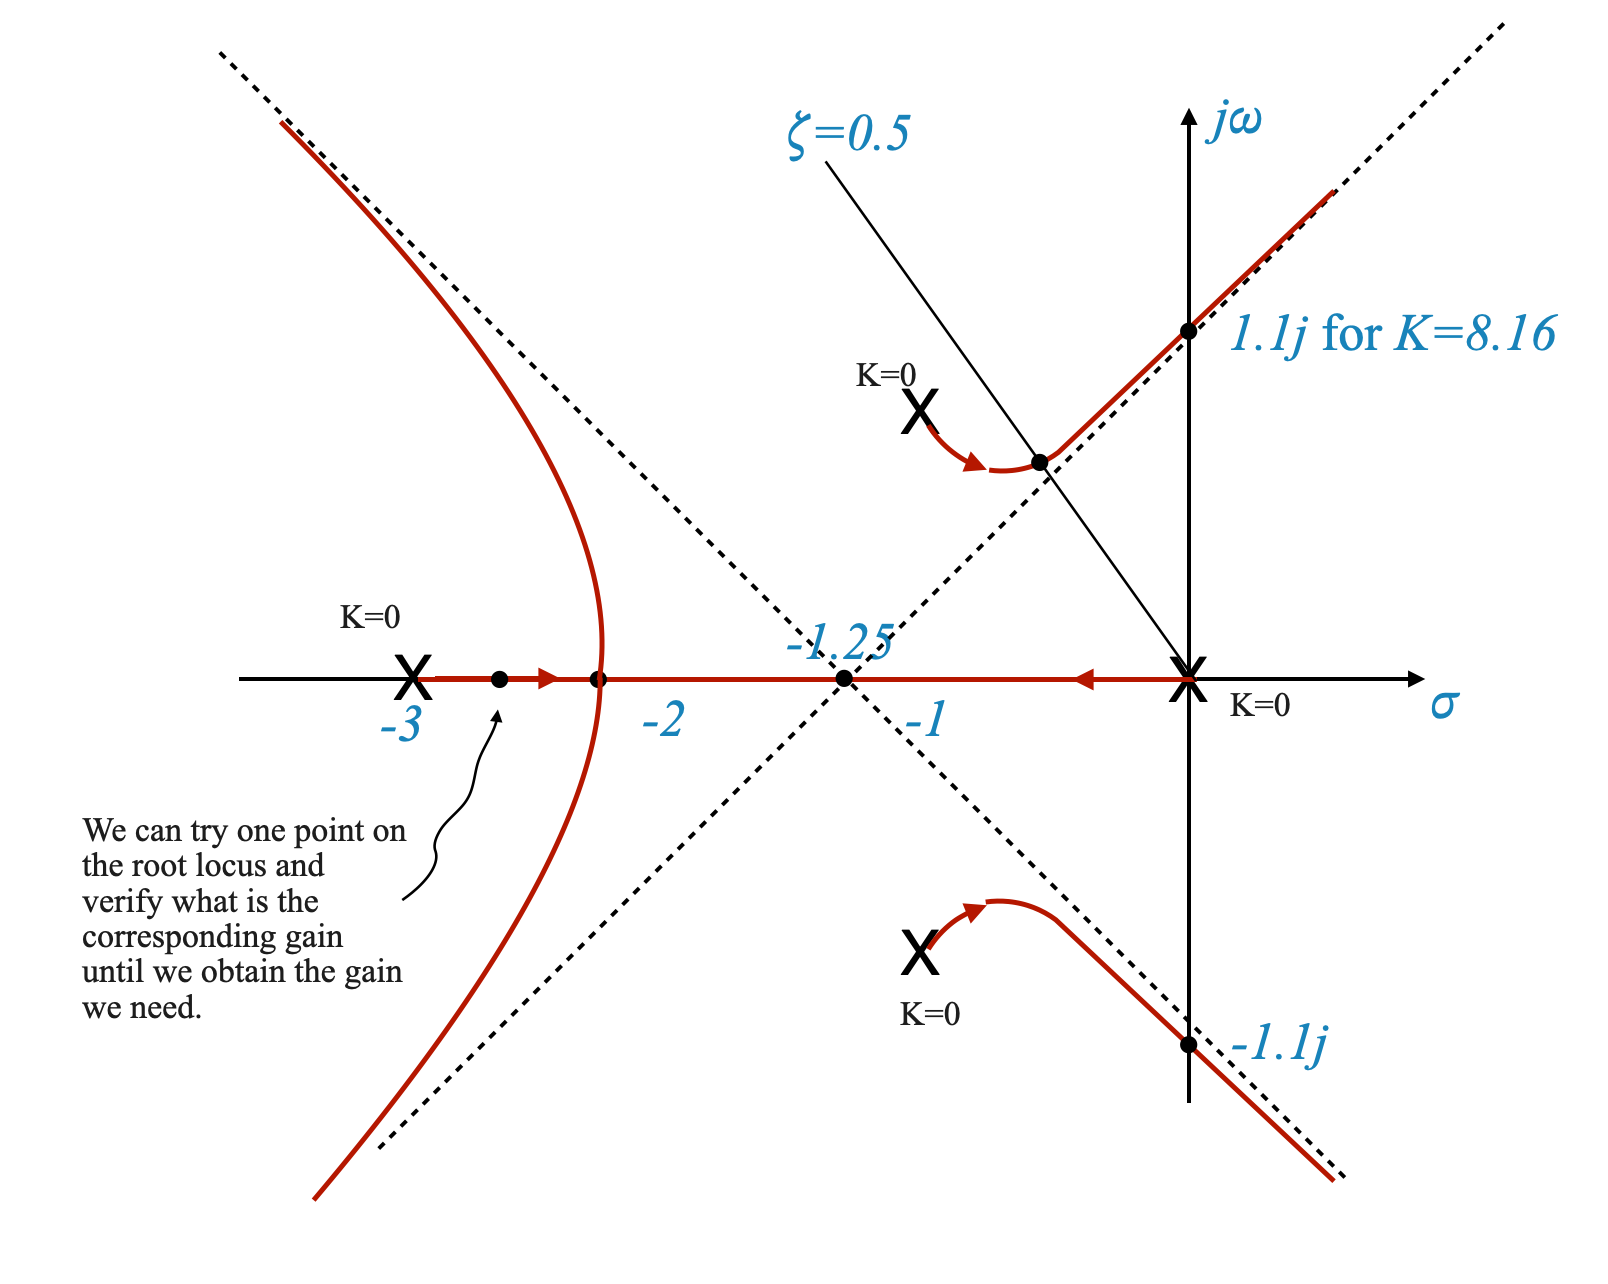 jω
ζ=0.5
1.1j for K=8.16
K=0
X
K=0
-1.25
X
X
-3
-2
-1
K=0
σ
We can try one point on
the root locus and
verify what is the
corresponding gain
until we obtain the gain
we need.
X
K=0
-1.1j